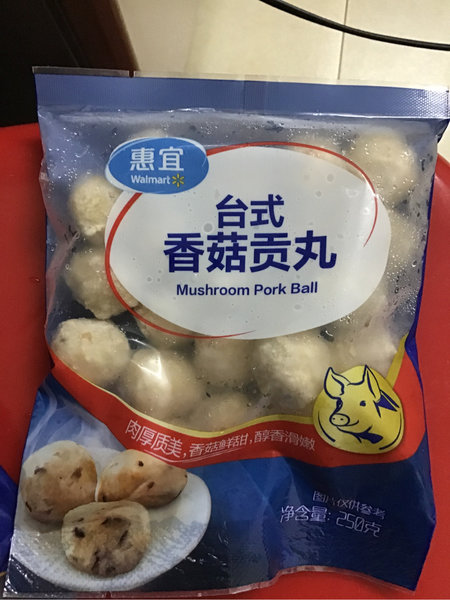 惠宜
Walmart
台式
香菇贡丸
Mushroom Pork Ball
肉厚质美,香菇鲜甜,醇香滑嫩
图片仅供参考
净含量:250克